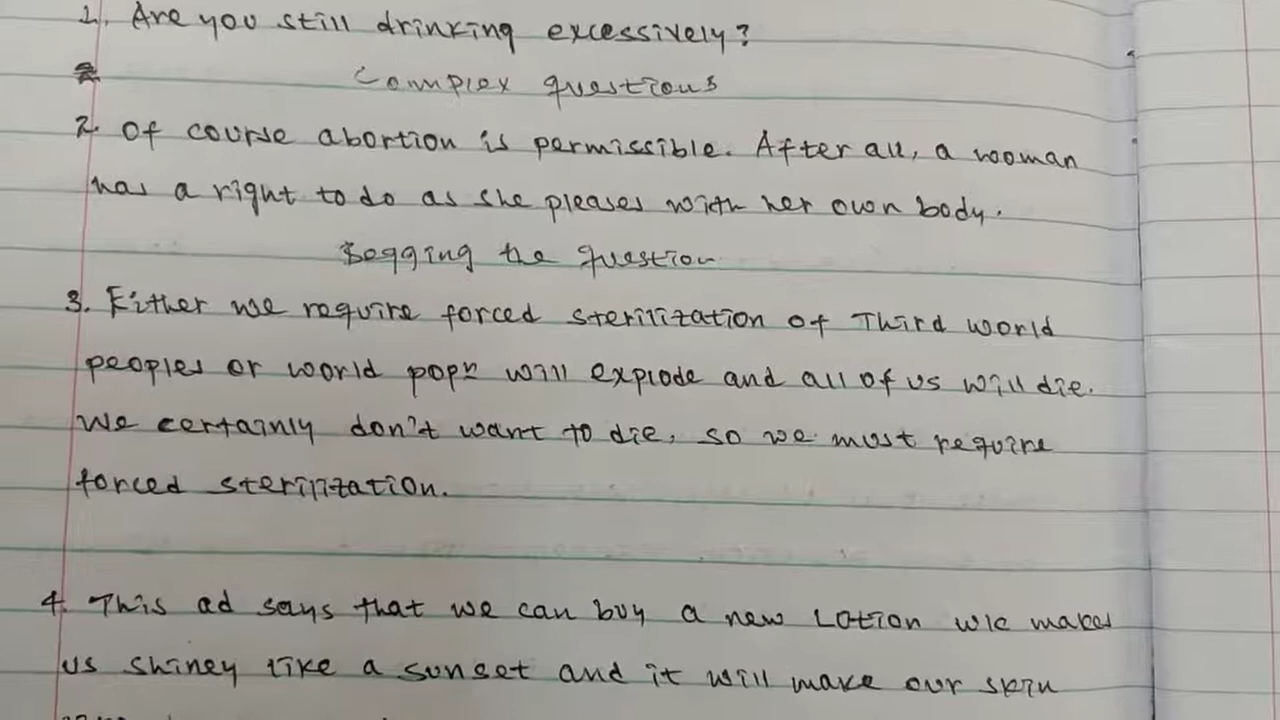 1. Are you still drinking excessively?
Complex questions
2. Of course abortion is permissible. After all, a wooman
has a right to do as she pleases with her own body.
Begging the question
3. Either we require forced sterilization of Third world
peoples or world popn will explode and all of us will die.
We certainly don't want to die, so we must require
forced sterilization.
4. This ad says that we can buy a new Lotion wic makes
us shiney like a sunset and it will make our skin